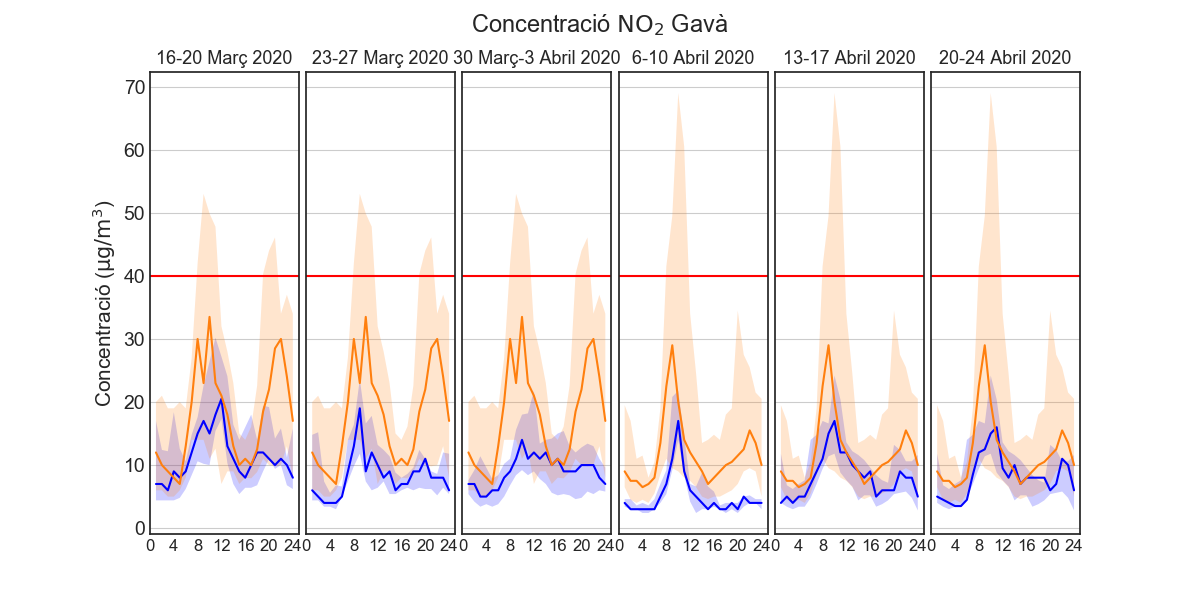 Concentració NO₂ Gavà
16-20 Març 2020 23-27 Març 2020 30 Març-3 Abril 2020 6-10 Abril 2020 13-17 Abril 2020 20-24 Abril 2020
70
60
50
40
30
20
10
0
Concentració (µg/m³)
0 4 8 12 16 20 24 0 4 8 12 16 20 24 0 4 8 12 16 20 24 0 4 8 12 16 20 24 0 4 8 12 16 20 24 0 4 8 12 16 20 24